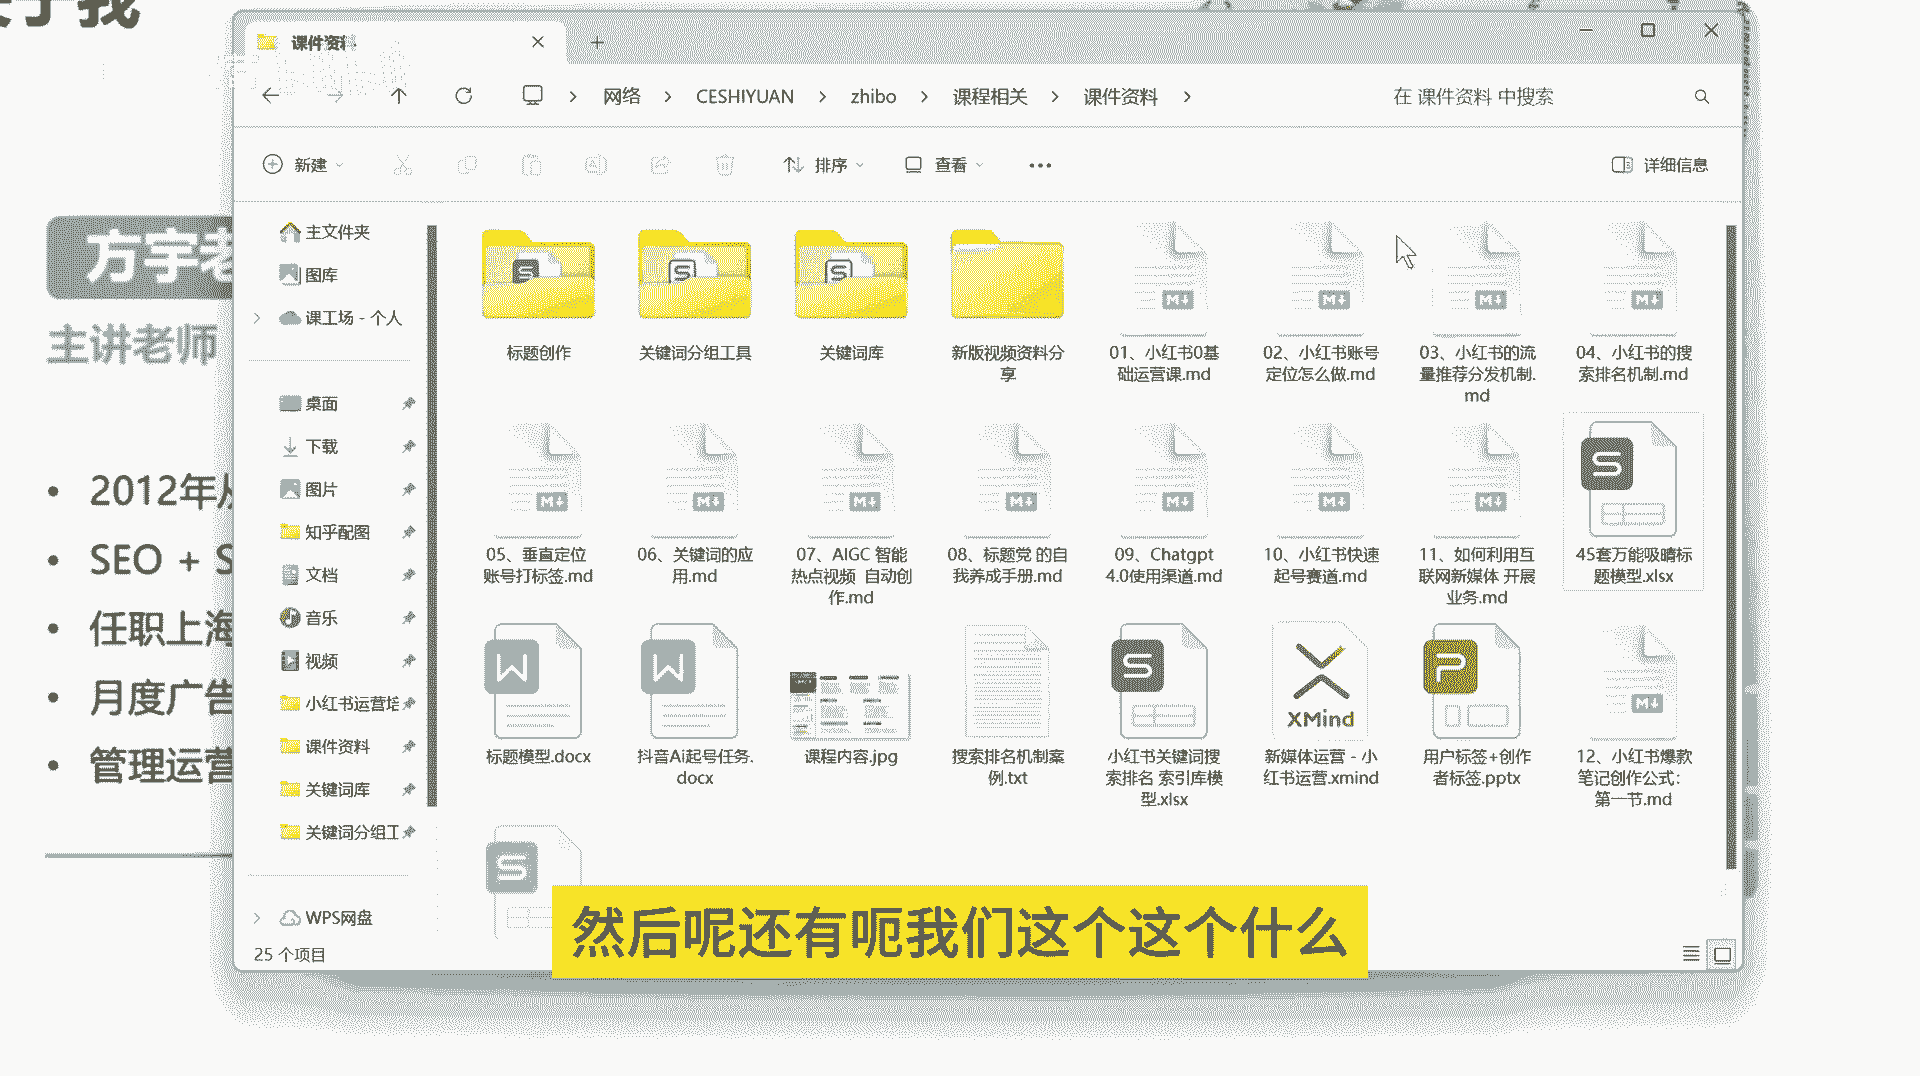 课件资料
网络 CESHIYUAN zhibo 课程相关 课件资料
在 课件资料 中搜索
新建 排序 查看 详细信息
主文件夹
图库
课工场 - 个人
桌面
下载
图片
知乎配图
文档
音乐
视频
小红书运营培
课件资料
关键词库
关键词分组工
WPS网盘
25 个项目
标题创作
关键词分组工具
关键词库
新版视频资料分
享
01、小红书0基
础运营课.md
02、小红书账号
定位怎么做.md
03、小红书的流
量推荐分发机制.
md
04、小红书的搜
索排名机制.md
05、垂直定位
账号打标签.md
06、关键词的应
用.md
07、AIGC 智能
热点视频 自动创
作.md
08、标题党 的自
我养成手册.md
09、Chatgpt
4.0使用渠道.md
10、小红书快速
起号赛道.md
11、如何利用互
联网新媒体 开展
业务.md
45套万能吸睛标
题模型.xlsx
标题模型.docx
抖音Ai起号任务.
docx
课程内容.jpg
搜索排名机制案
例.txt
小红书关键词搜
索排名 索引库模
型.xlsx
XMind
新媒体运营 - 小
红书运营.xmind
用户标签+创作
者标签.pptx
12、小红书爆款
笔记创作公式：
第一节.md
方宇老
主讲老师
2012年从
SEO + S
任职上海
月度广告
管理运营
然后呢还有呃我们这个这个什么